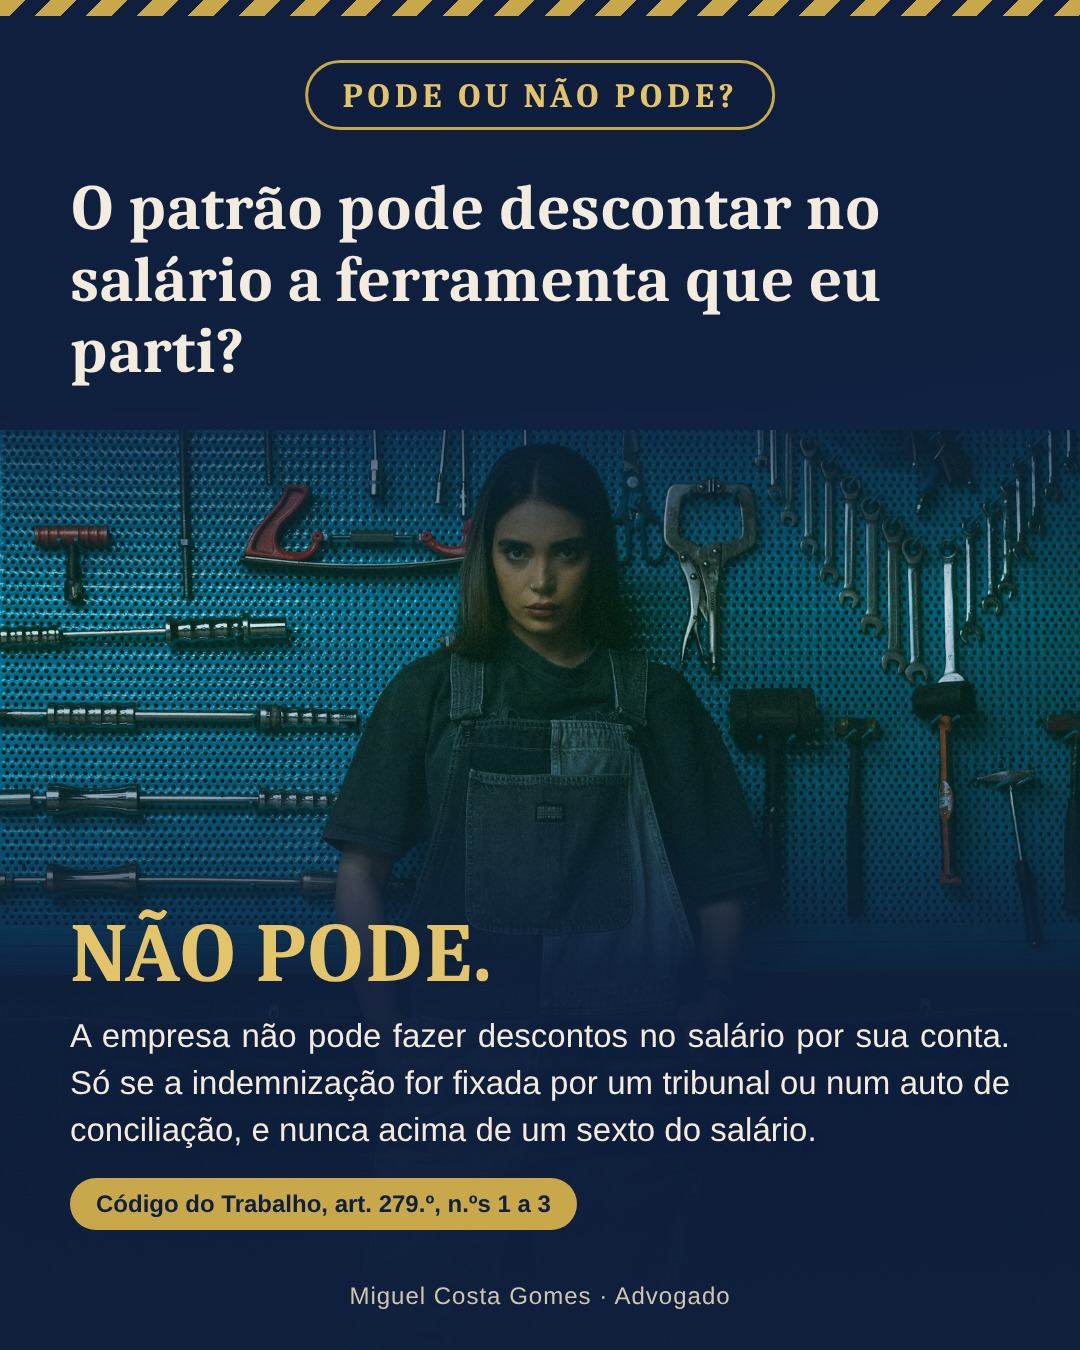 PODE OU NÃO PODE?
O patrão pode descontar no
salário a ferramenta que eu
parti?
NÃO PODE.
A empresa não pode fazer descontos no salário por sua conta.
Só se a indemnização for fixada por um tribunal ou num auto de
conciliação, e nunca acima de um sexto do salário.
Código do Trabalho, art. 279.º, n.ºs 1 a 3
Miguel Costa Gomes · Advogado